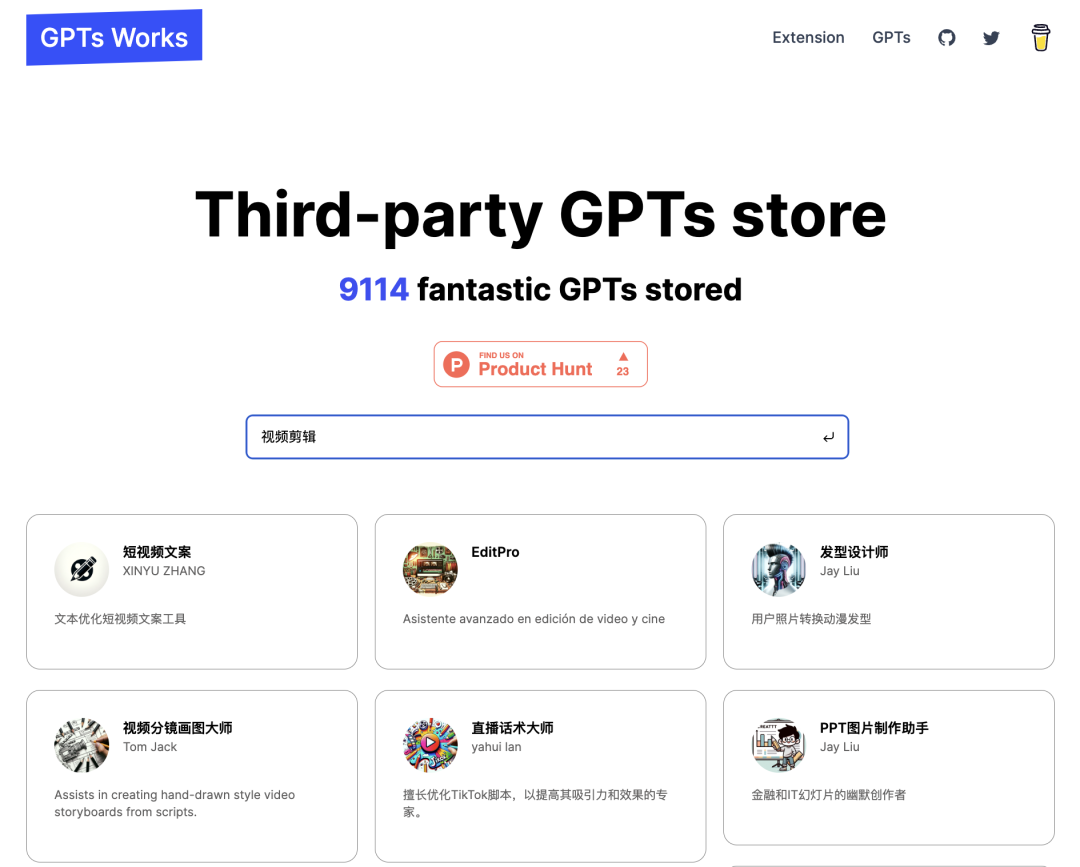 GPTs Works
Extension
GPTs
Third-party GPTs store
9114 fantastic GPTs stored
P
FIND US ON
Product Hunt
▲
23
视频剪辑
短视频文案
XINYU ZHANG
文本优化短视频文案工具
EditPro
Asistente avanzado en edición de video y cine
发型设计师
Jay Liu
用户照片转换动漫发型
视频分镜画图大师
Tom Jack
Assists in creating hand-drawn style video
storyboards from scripts.
直播话术大师
yahui lan
擅长优化TikTok脚本，以提高其吸引力和效果的专
家。
PPT图片制作助手
Jay Liu
金融和IT幻灯片的幽默创作者